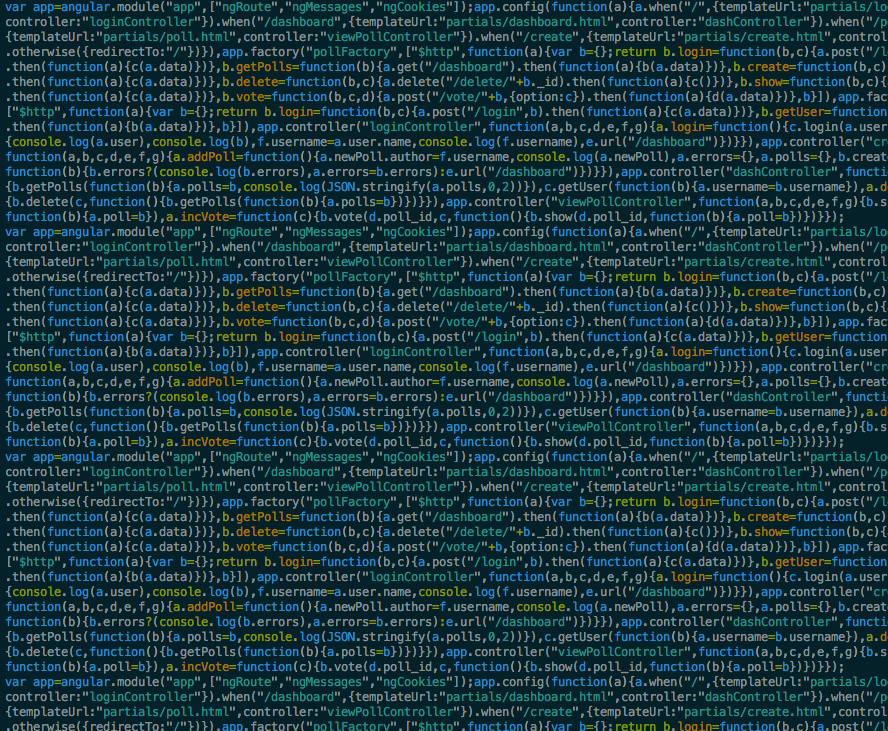 var app=angular.module("app",["ngRoute","ngMessages","ngCookies"]);app.config(function(a){a.when("/",{templateUrl:"partials/lo
controller:"loginController"}).when("/dashboard",{templateUrl:"partials/dashboard.html",controller:"dashController"}).when("/p
{templateUrl:"partials/poll.html",controller:"viewPollController"}).when("/create",{templateUrl:"partials/create.html",control
.otherwise({redirectTo:"/"})}),app.factory("pollFactory",["$http",function(a){var b={};return b.login=function(b,c){a.post("/l
.then(function(a){c(a.data)})},b.getPolls=function(b){a.get("/dashboard").then(function(a){b(a.data)})},b.create=function(b,c)
.then(function(a){c(a.data)})},b.delete=function(b,c){a.delete("/delete/"+b._id).then(function(a){c()})},b.show=function(b,c){
.then(function(a){c(a.data)})},b.vote=function(b,c,d){a.post("/vote/"+b,{option:c}).then(function(a){d(a.data)})},b}]),app.fac
["$http",function(a){var b={};return b.login=function(b,c){a.post("/login",b).then(function(a){c(a.data)})},b.getUser=function
.then(function(a){b(a.data)})},b}]),app.controller("loginController",function(a,b,c,d,e,f,g){a.login=function(){c.login(a.user
{console.log(a.user),console.log(b),f.username=a.user.name,console.log(f.username),e.url("/dashboard")})}}),app.controller("cr
function(a,b,c,d,e,f,g){a.addPoll=function(){a.newPoll.author=f.username,console.log(a.newPoll),a.errors={},a.polls={},b.creat
function(b){b.errors?(console.log(b.errors),a.errors=b.errors):e.url("/dashboard")})}}),app.controller("dashController",functi
{b.getPolls(function(b){a.polls=b,console.log(JSON.stringify(a.polls,0,2))}),c.getUser(function(b){a.username=b.username}),a.d
{b.delete(c,function(){b.getPolls(function(b){a.polls=b})})}}),app.controller("viewPollController",function(a,b,c,d,e,f,g){b.s
function(b){a.poll=b}),a.incVote=function(c){b.vote(d.poll_id,c,function(){b.show(d.poll_id,function(b){a.poll=b})})}});
var app=angular.module("app",["ngRoute","ngMessages","ngCookies"]);app.config(function(a){a.when("/",{templateUrl:"partials/lo
controller:"loginController"}).when("/dashboard",{templateUrl:"partials/dashboard.html",controller:"dashController"}).when("/p
{templateUrl:"partials/poll.html",controller:"viewPollController"}).when("/create",{templateUrl:"partials/create.html",control
.otherwise({redirectTo:"/"})}),app.factory("pollFactory",["$http",function(a){var b={};return b.login=function(b,c){a.post("/l
.then(function(a){c(a.data)})},b.getPolls=function(b){a.get("/dashboard").then(function(a){b(a.data)})},b.create=function(b,c)
.then(function(a){c(a.data)})},b.delete=function(b,c){a.delete("/delete/"+b._id).then(function(a){c()})},b.show=function(b,c){
.then(function(a){c(a.data)})},b.vote=function(b,c,d){a.post("/vote/"+b,{option:c}).then(function(a){d(a.data)})},b}]),app.fac
["$http",function(a){var b={};return b.login=function(b,c){a.post("/login",b).then(function(a){c(a.data)})},b.getUser=function
.then(function(a){b(a.data)})},b}]),app.controller("loginController",function(a,b,c,d,e,f,g){a.login=function(){c.login(a.user
{console.log(a.user),console.log(b),f.username=a.user.name,console.log(f.username),e.url("/dashboard")})}}),app.controller("cr
function(a,b,c,d,e,f,g){a.addPoll=function(){a.newPoll.author=f.username,console.log(a.newPoll),a.errors={},a.polls={},b.creat
function(b){b.errors?(console.log(b.errors),a.errors=b.errors):e.url("/dashboard")})}}),app.controller("dashController",functi
{b.getPolls(function(b){a.polls=b,console.log(JSON.stringify(a.polls,0,2))}),c.getUser(function(b){a.username=b.username}),a.d
{b.delete(c,function(){b.getPolls(function(b){a.polls=b})})}}),app.controller("viewPollController",function(a,b,c,d,e,f,g){b.s
function(b){a.poll=b}),a.incVote=function(c){b.vote(d.poll_id,c,function(){b.show(d.poll_id,function(b){a.poll=b})})}});
var app=angular.module("app",["ngRoute","ngMessages","ngCookies"]);app.config(function(a){a.when("/",{templateUrl:"partials/lo
controller:"loginController"}).when("/dashboard",{templateUrl:"partials/dashboard.html",controller:"dashController"}).when("/p
{templateUrl:"partials/poll.html",controller:"viewPollController"}).when("/create",{templateUrl:"partials/create.html",control
.otherwise({redirectTo:"/"})}),app.factory("pollFactory",["$http",function(a){var b={};return b.login=function(b,c){a.post("/l
.then(function(a){c(a.data)})},b.getPolls=function(b){a.get("/dashboard").then(function(a){b(a.data)})},b.create=function(b,c)
.then(function(a){c(a.data)})},b.delete=function(b,c){a.delete("/delete/"+b._id).then(function(a){c()})},b.show=function(b,c){
.then(function(a){c(a.data)})},b.vote=function(b,c,d){a.post("/vote/"+b,{option:c}).then(function(a){d(a.data)})},b}]),app.fac
["$http",function(a){var b={};return b.login=function(b,c){a.post("/login",b).then(function(a){c(a.data)})},b.getUser=function
.then(function(a){b(a.data)})},b}]),app.controller("loginController",function(a,b,c,d,e,f,g){a.login=function(){c.login(a.user
{console.log(a.user),console.log(b),f.username=a.user.name,console.log(f.username),e.url("/dashboard")})}}),app.controller("cr
function(a,b,c,d,e,f,g){a.addPoll=function(){a.newPoll.author=f.username,console.log(a.newPoll),a.errors={},a.polls={},b.creat
function(b){b.errors?(console.log(b.errors),a.errors=b.errors):e.url("/dashboard")})}}),app.controller("dashController",functi
{b.getPolls(function(b){a.polls=b,console.log(JSON.stringify(a.polls,0,2))}),c.getUser(function(b){a.username=b.username}),a.d
{b.delete(c,function(){b.getPolls(function(b){a.polls=b})})}}),app.controller("viewPollController",function(a,b,c,d,e,f,g){b.s
function(b){a.poll=b}),a.incVote=function(c){b.vote(d.poll_id,c,function(){b.show(d.poll_id,function(b){a.poll=b})})}});
var app=angular.module("app",["ngRoute","ngMessages","ngCookies"]);app.config(function(a){a.when("/",{templateUrl:"partials/lo
controller:"loginController"}).when("/dashboard",{templateUrl:"partials/dashboard.html",controller:"dashController"}).when("/p
{templateUrl:"partials/poll.html",controller:"viewPollController"}).when("/create",{templateUrl:"partials/create.html",control
.otherwise({redirectTo:"/"})}),app.factory("pollFactory",["$http",function(a){var b={};return b.login=function(b,c){a.post("/l